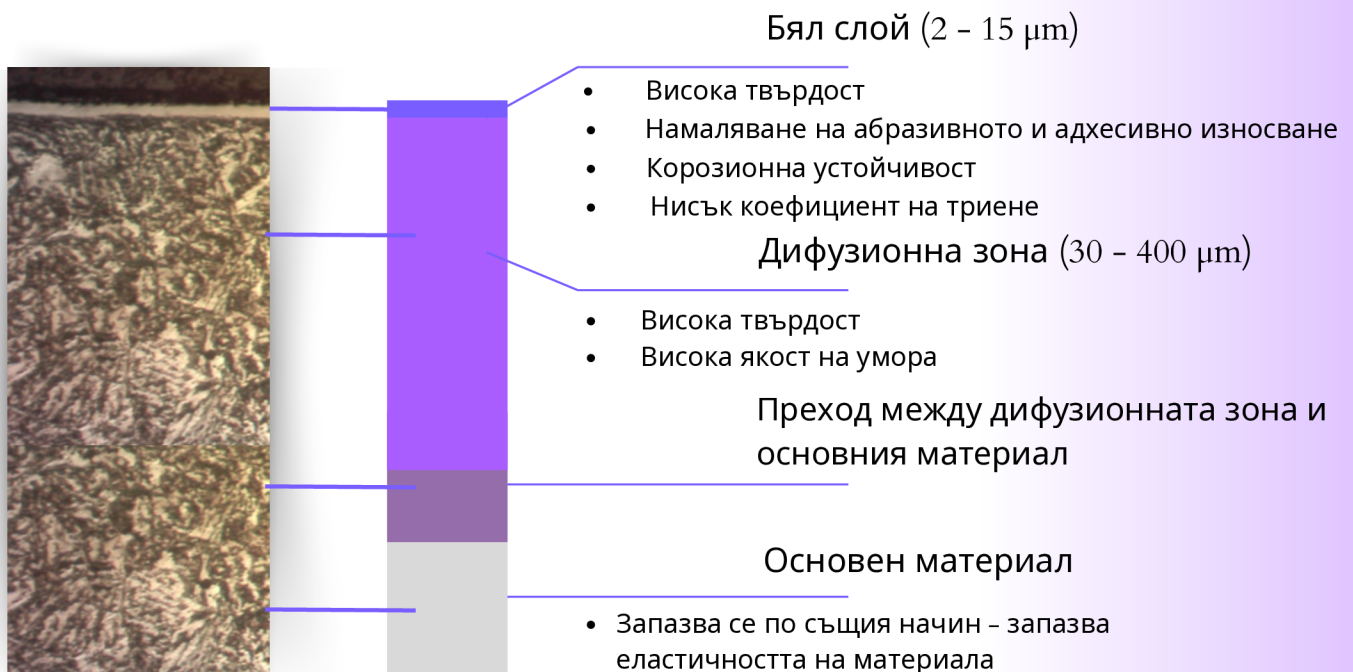 Бял слой (2 – 15 μm)
• Висока твърдост
• Намаляване на абразивното и адхесивно износване
• Корозионна устойчивост
• Нисък коефициент на триене
Дифузионна зона (30 – 400 μm)
• Висока твърдост
• Висока якост на умора
Преход между дифузионната зона и
основния материал
Основен материал
• Запазва се по същия начин – запазва
еластичността на материала